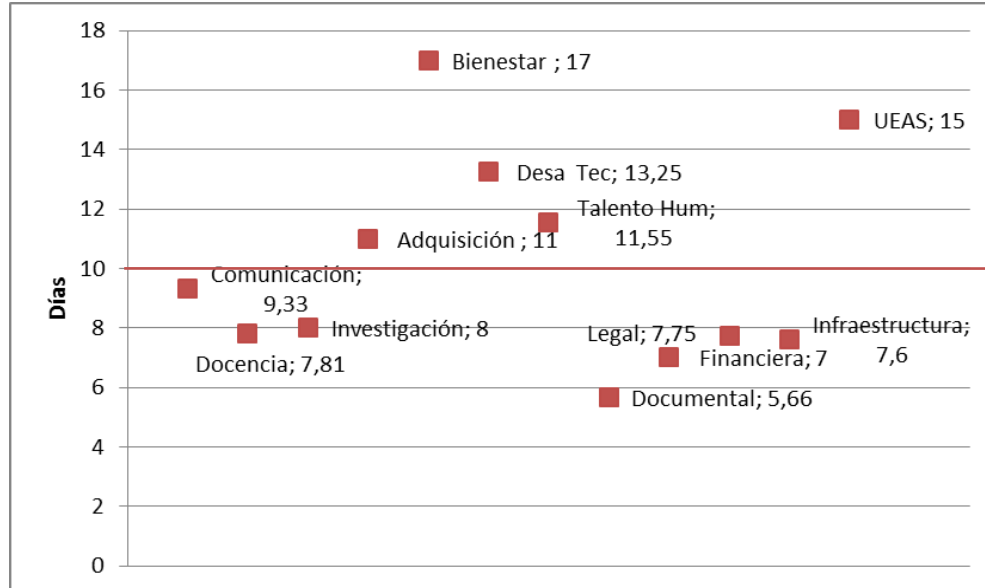 18
16
14
12
10
8
6
4
2
0
Días
Bienestar ; 17
UEAS; 15
Desa Tec; 13,25
Talento Hum;
11,55
Adquisición ; 11
Comunicación;
9,33
Investigación; 8
Docencia; 7,81
Legal; 7,75
Infraestructura;
7,6
Financiera; 7
Documental; 5,66